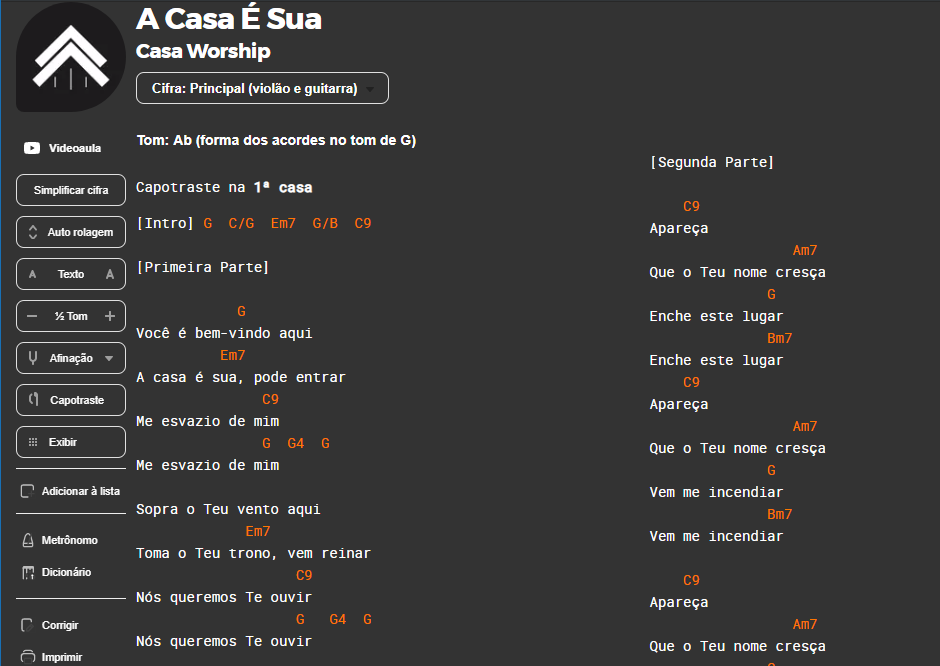 A Casa É Sua
Casa Worship
Cifra: Principal (violão e guitarra)
Videoaula
Simplificar cifra
Auto rolagem
A Texto A
½ Tom
Afinação
Capotraste
Exibir
Adicionar à lista
Metrônomo
Dicionário
Corrigir
Imprimir
Tom: Ab (forma dos acordes no tom de G)
Capotraste na 1ª casa
[Intro] G C/G Em7 G/B C9
[Primeira Parte]
G
Você é bem-vindo aqui
Em7
A casa é sua, pode entrar
C9
Me esvazio de mim
G G4 G
Me esvazio de mim
Sopra o Teu vento aqui
Em7
Toma o Teu trono, vem reinar
C9
Nós queremos Te ouvir
G G4 G
Nós queremos Te ouvir
[Segunda Parte]
C9
Apareça
Am7
Que o Teu nome cresça
G
Enche este lugar
Bm7
Enche este lugar
C9
Apareça
Am7
Que o Teu nome cresça
G
Vem me incendiar
Bm7
Vem me incendiar
C9
Apareça
Am7
Que o Teu nome cresça